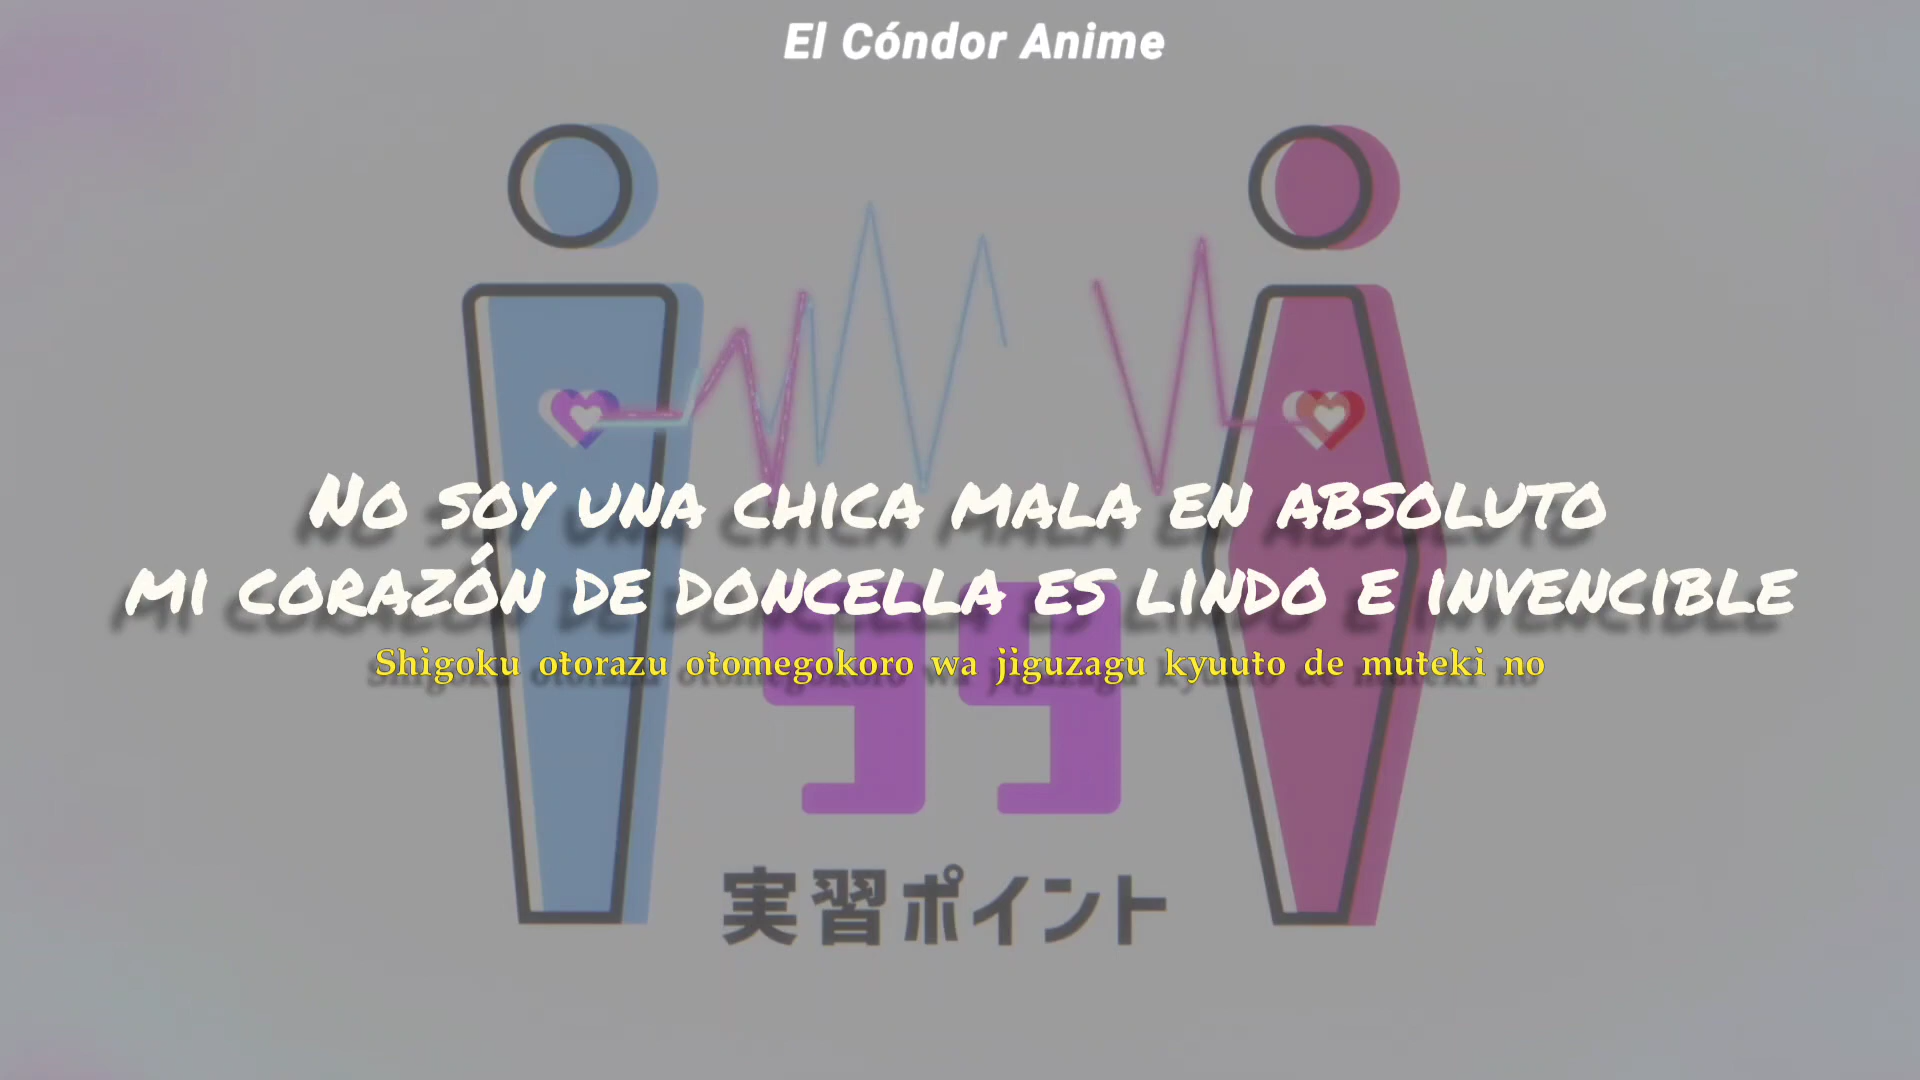 El Cóndor Anime
No soy una chica mala en absoluto
mi corazón de doncella es lindo e invencible
Shigoku otorazu otomegokoro wa jiguzagu kyuuto de muteki no
99
実習ポイント